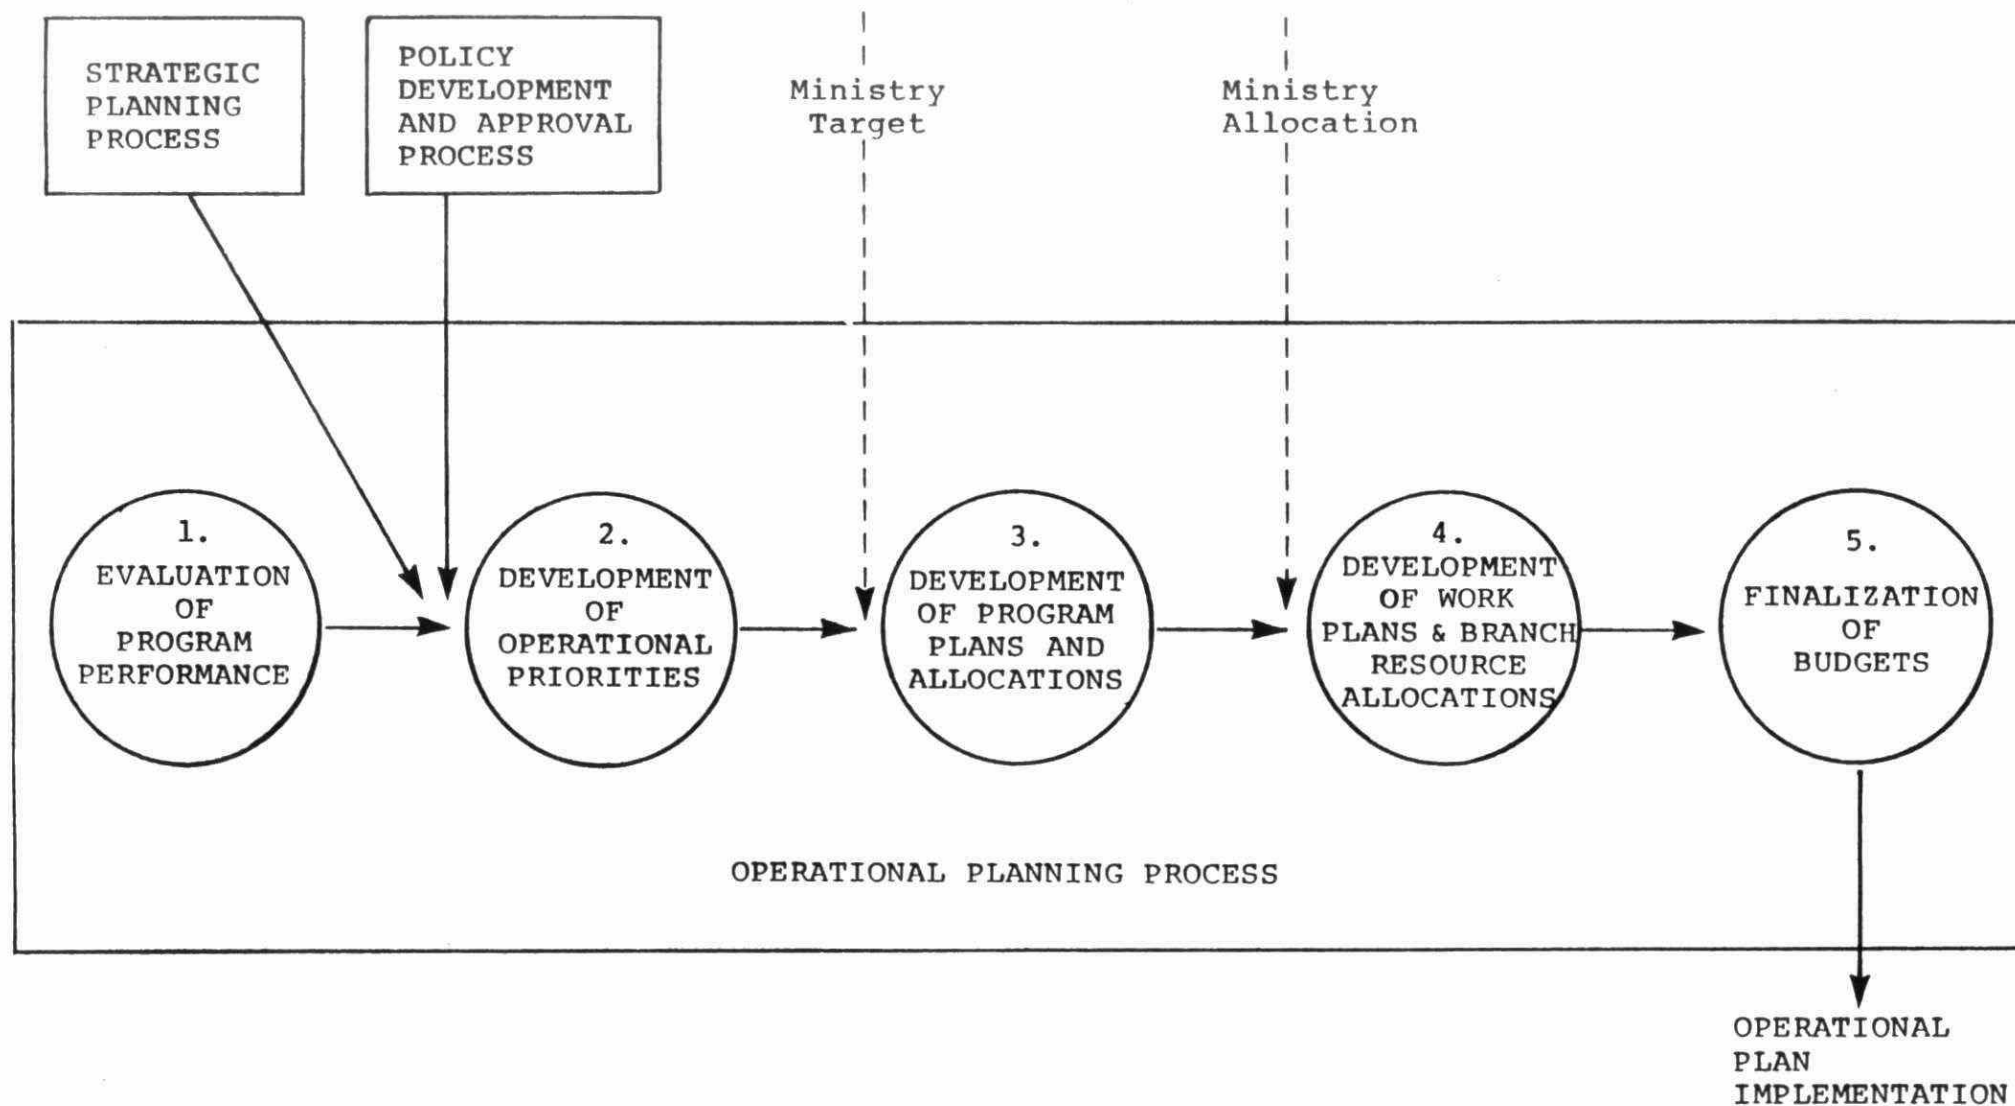 STRATEGIC
PLANNING
PROCESS
POLICY
DEVELOPMENT
AND APPROVAL
PROCESS
Ministry
Target
Ministry
Allocation
1.
EVALUATION
OF
PROGRAM
PERFORMANCE
2.
DEVELOPMENT
OF
OPERATIONAL
PRIORITIES
3.
DEVELOPMENT
OF PROGRAM
PLANS AND
ALLOCATIONS
4.
DEVELOPMENT
OF WORK
PLANS & BRANCH
RESOURCE
ALLOCATIONS
5.
FINALIZATION
OF
BUDGETS
OPERATIONAL PLANNING PROCESS
OPERATIONAL
PLAN
IMPLEMENTATION